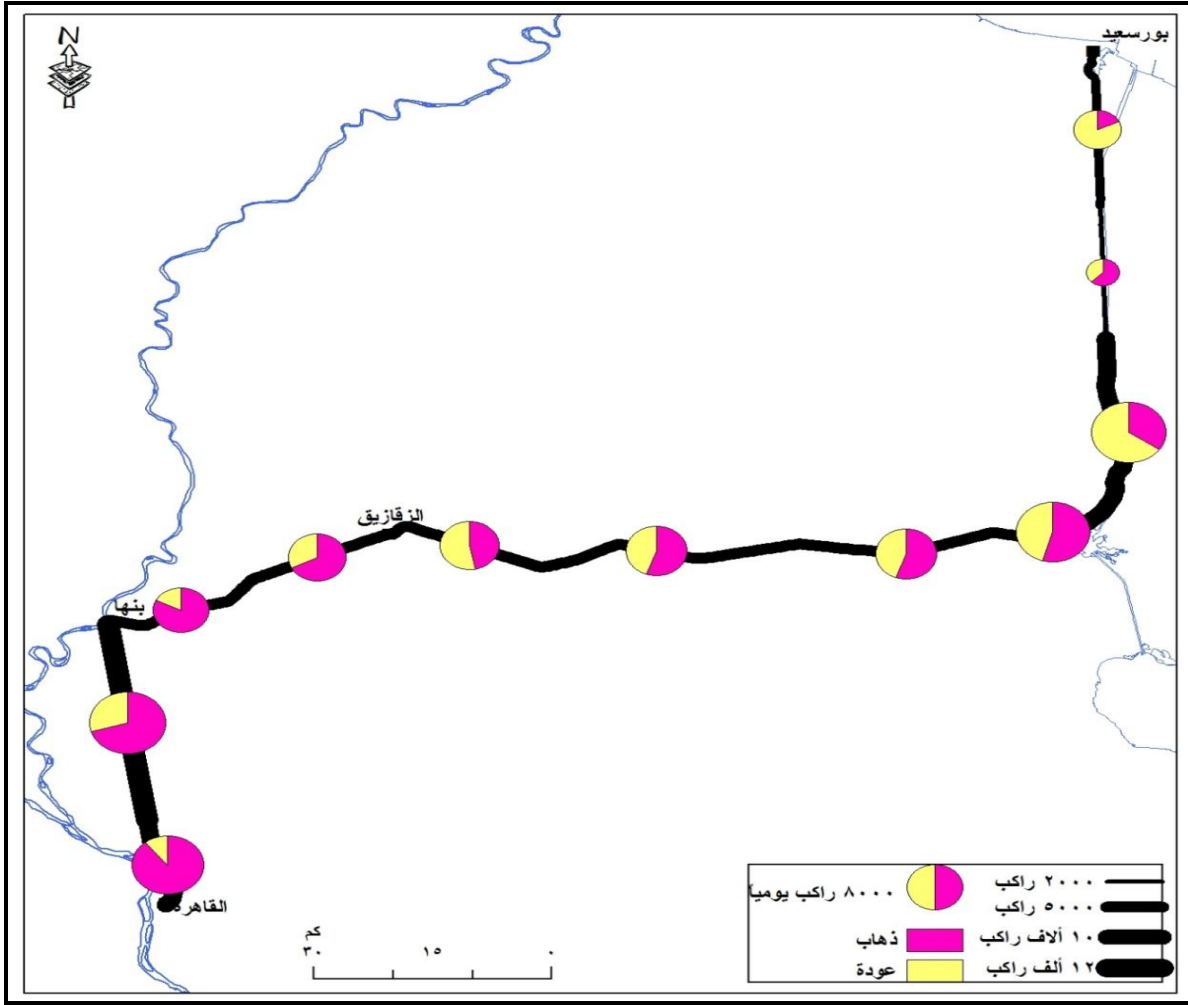 N
بورسعيد
الزقازيق
بنها
القاهرة
٢٠٠٠ راكب
٥٠٠٠ راكب
١٠ ألاف راكب
١٢ ألف راكب
٨٠٠٠ راكب يومياً
ذهاب
عودة
كم
٣٠ ١٥ ٠